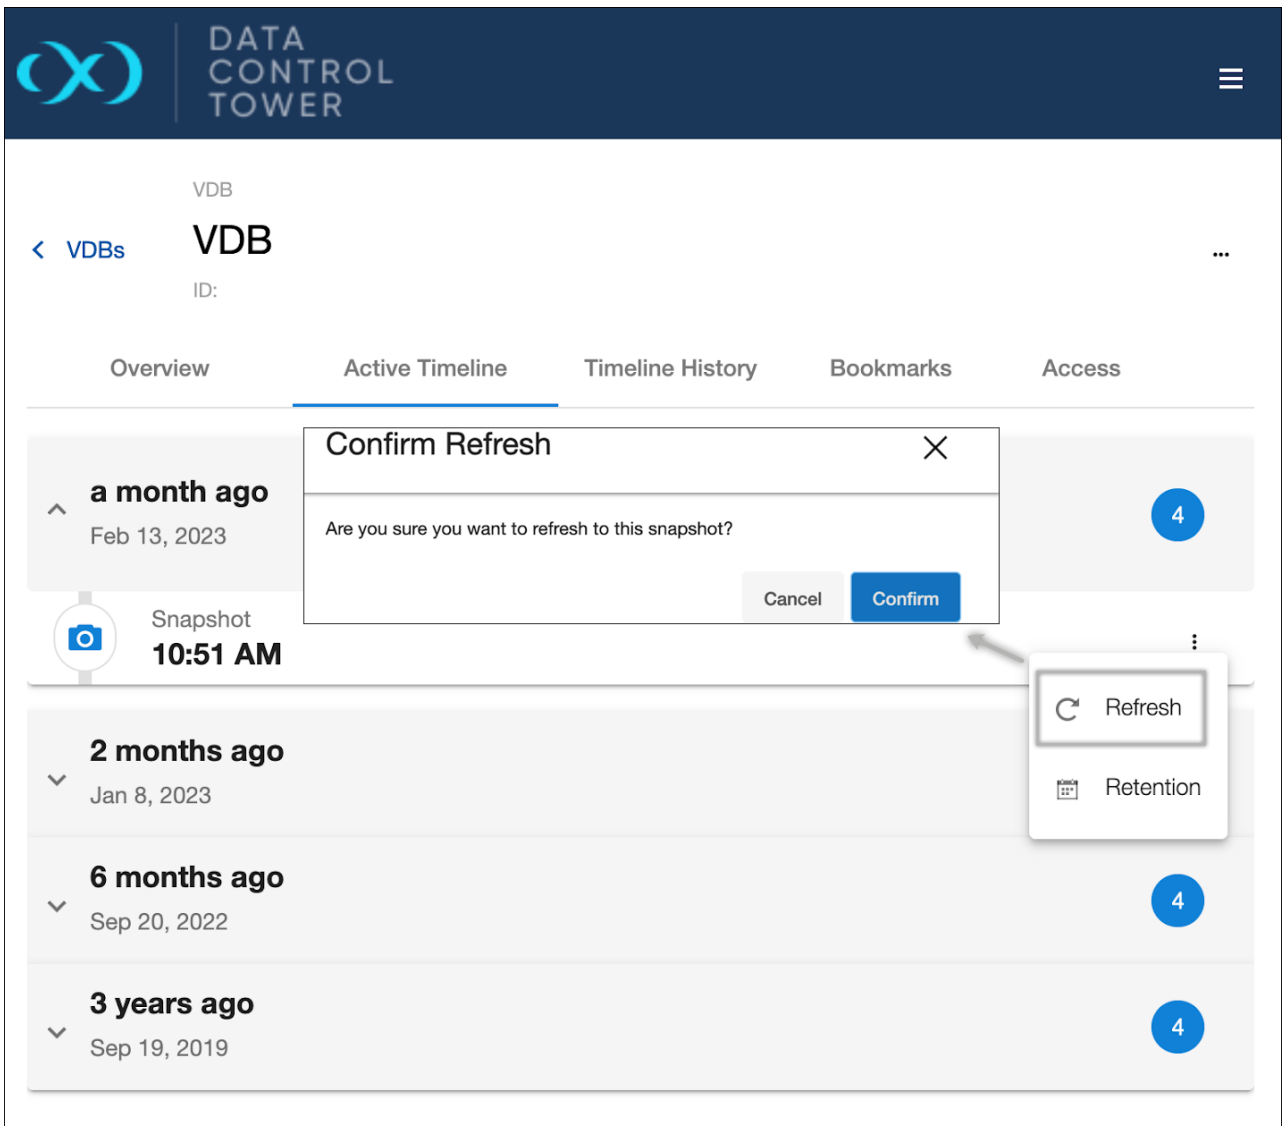 DATA
CONTROL
TOWER
VDB
VDBs
VDB
ID:
Overview
Active Timeline
Timeline History
Bookmarks
Access
Confirm Refresh
a month ago
Feb 13, 2023
Are you sure you want to refresh to this snapshot?
4
Cancel
Confirm
Snapshot
10:51 AM
Refresh
Retention
2 months ago
Jan 8, 2023
6 months ago
Sep 20, 2022
4
3 years ago
Sep 19, 2019
4